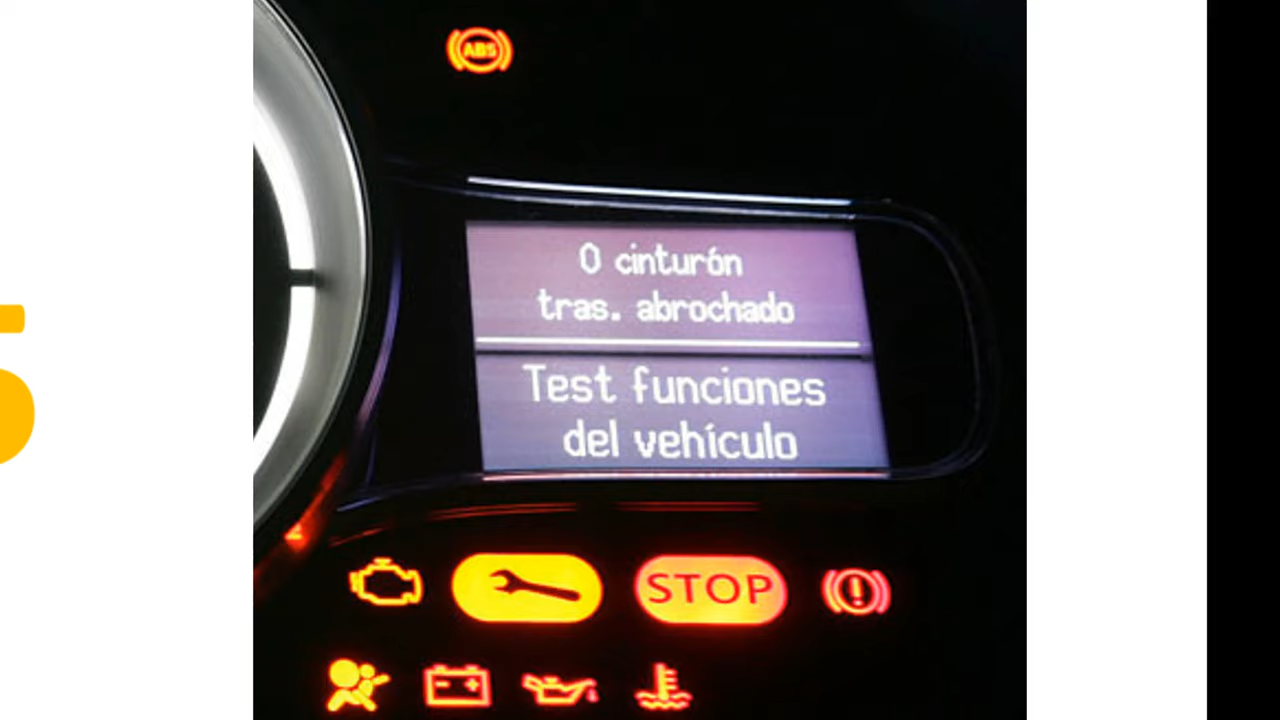 ABS
0 cinturón
tras. abrochado
Test funciones
del vehículo
STOP